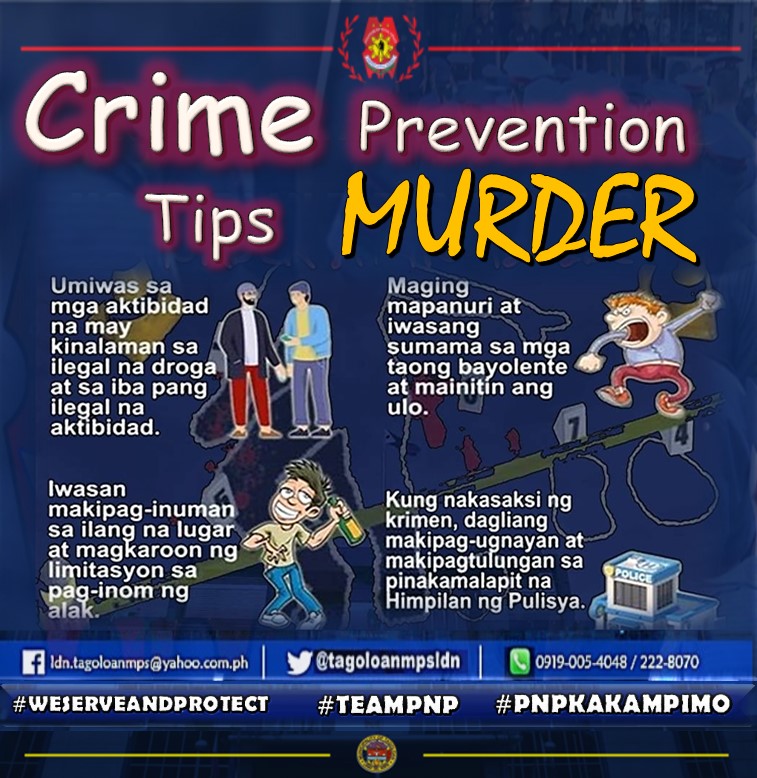 Crime Prevention
Tips MURDER
Umiwas sa
mga aktibidad
na may
kinalaman sa
ilegal na droga
at sa iba pang
ilegal na
aktibidad.
Maging
mapanuri at
iwasang
sumama sa mga
taong bayolente
at mainitin ang
ulo.
Iwasan
makipag-inuman
sa ilang na lugar
at magkaroon ng
limitasyon sa
pag-inom ng
alak.
Kung nakasaksi ng
krimen, dagliang
makipag-ugnayan at
makipagtulungan sa
pinakamalapit na
Himpilan ng Pulisya.
POLICE
7
4
ldn.tagoloanmps@yahoo.com.ph
@tagoloanmpsldn
0919-005-4048 / 222-8070
#WESERVEANDPROTECT #TEAMPNP #PNPKAKAMPIMO